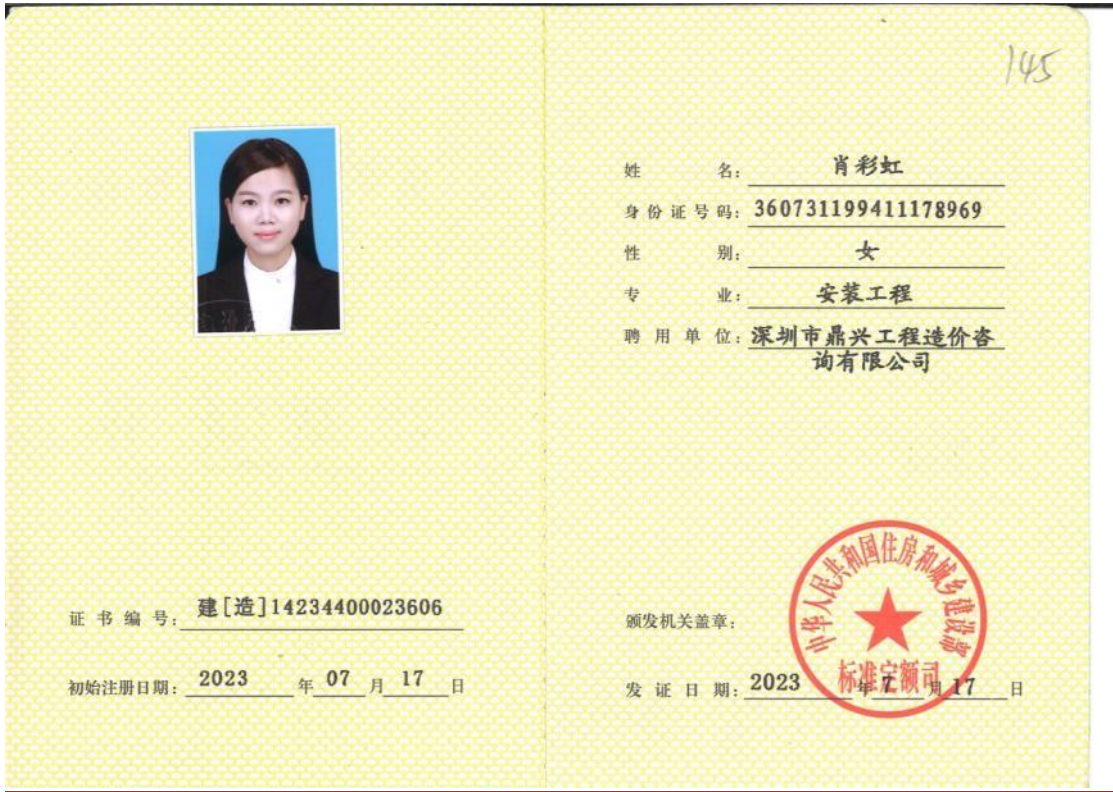 145
姓名：肖彩虹
身份证号码：360731199411178969
性别：女
专业：安装工程
聘用单位：深圳市鼎兴工程造价咨
询有限公司
证书编号：建[造]14234400023606
初始注册日期：2023年07月17日
颁发机关盖章：
中华人民共和国住房和城乡建设部
标准定额司
发证日期：2023年7月17日